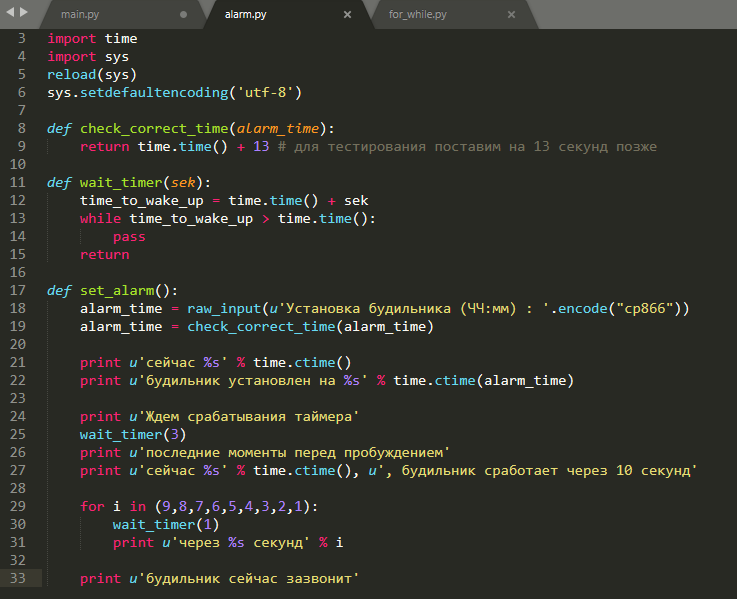 main.py alarm.py for_while.py
3 import time
4 import sys
5 reload(sys)
6 sys.setdefaultencoding('utf-8')
7
8 def check_correct_time(alarm_time):
9     return time.time() + 13 # для тестирования поставим на 13 секунд позже
10
11 def wait_timer(sek):
12     time_to_wake_up = time.time() + sek
13     while time_to_wake_up > time.time():
14         pass
15     return
16
17 def set_alarm():
18     alarm_time = raw_input(u'Установка будильника (ЧЧ:мм) : '.encode("cp866"))
19     alarm_time = check_correct_time(alarm_time)
20
21     print u'сейчас %s' % time.ctime()
22     print u'будильник установлен на %s' % time.ctime(alarm_time)
23
24     print u'Ждем срабатывания таймера'
25     wait_timer(3)
26     print u'последние моменты перед пробуждением'
27     print u'сейчас %s' % time.ctime(), u', будильник сработает через 10 секунд'
28
29     for i in (9,8,7,6,5,4,3,2,1):
30         wait_timer(1)
31         print u'через %s секунд' % i
32
33     print u'будильник сейчас зазвонит'